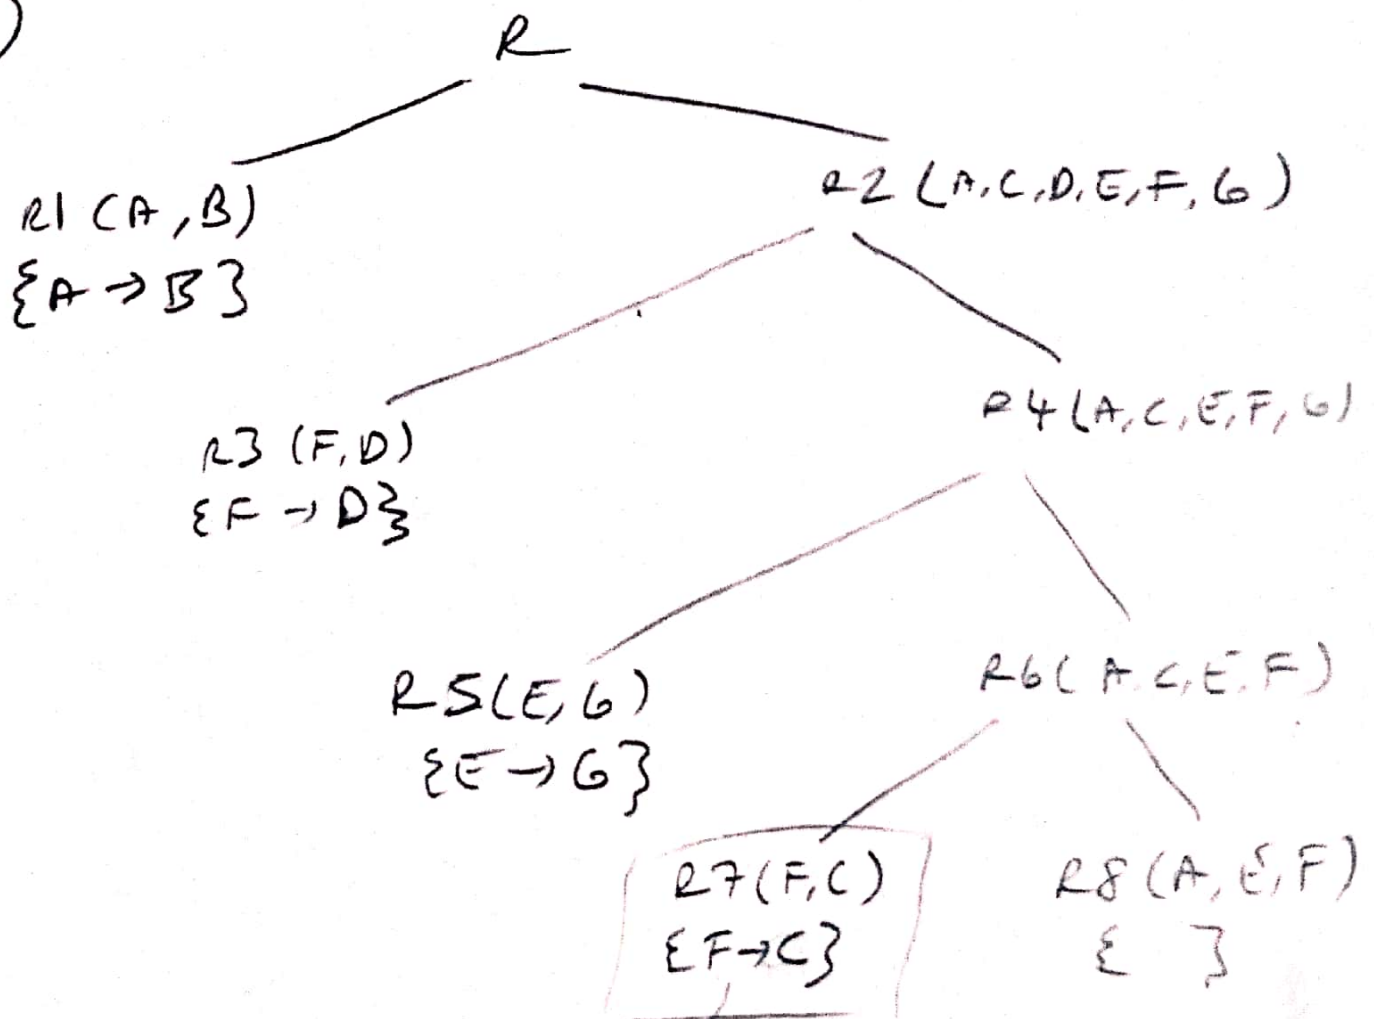 )
R
R1 (A, B)
{A → B}
R2 (A, C, D, E, F, G)
R3 (F, D)
{F → D}
R4 (A, C, E, F, G)
R5 (E, G)
{E → G}
R6 (A, C, E, F)
R7 (F, C)
{F → C}
R8 (A, E, F)
{ }